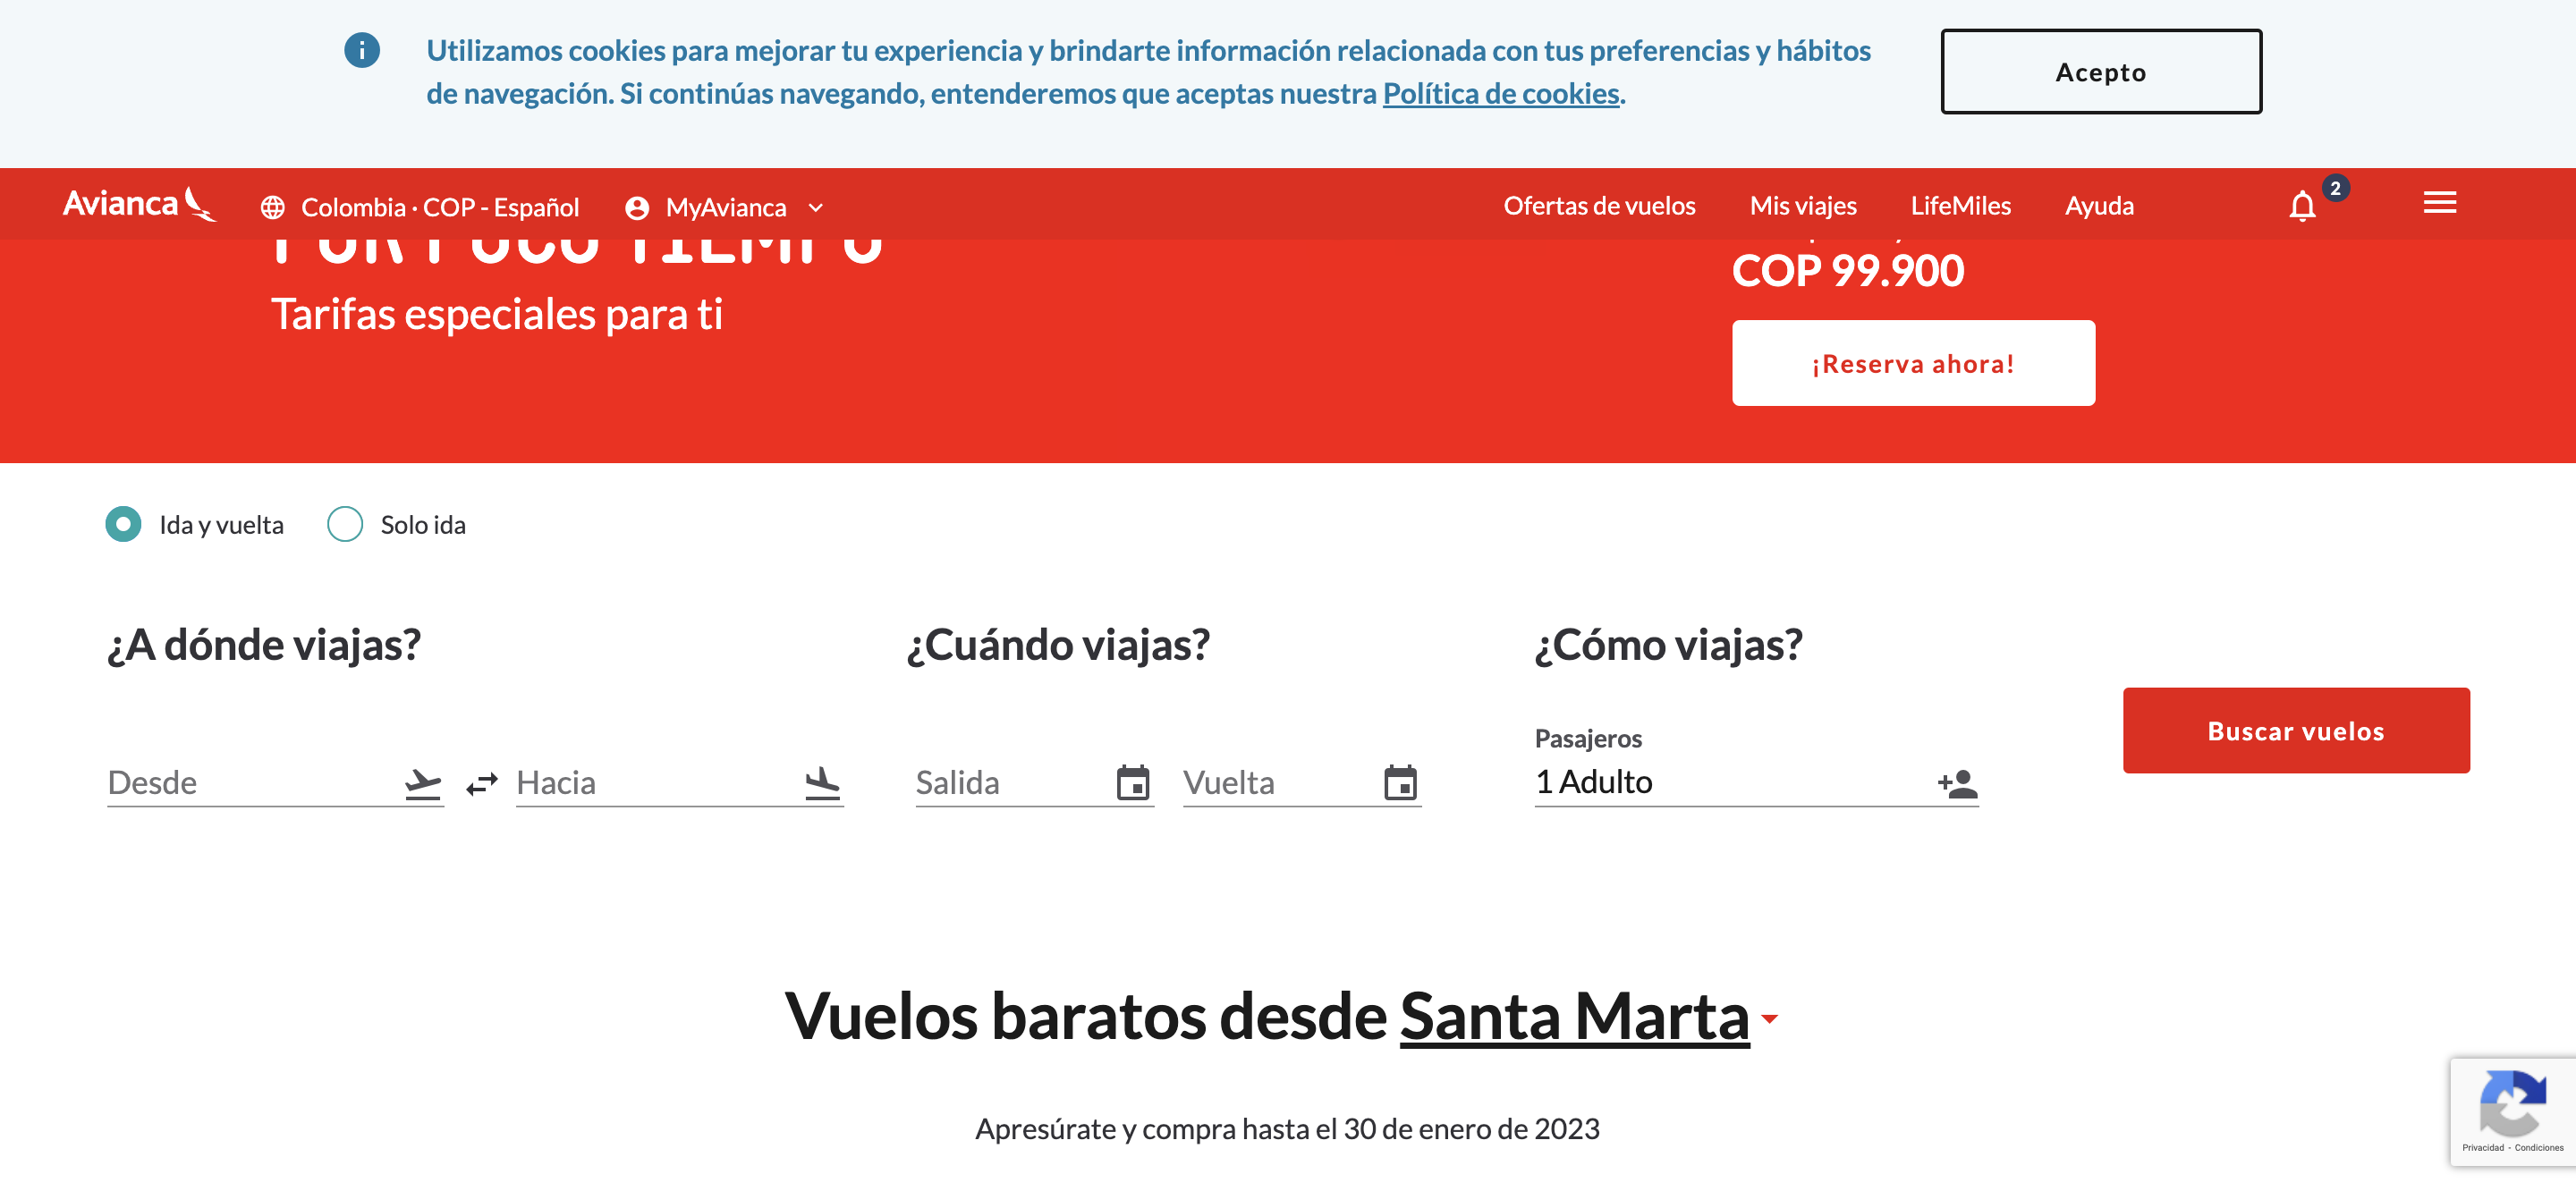 Utilizamos cookies para mejorar tu experiencia y brindarte información relacionada con tus preferencias y hábitos
de navegación. Si continúas navegando, entenderemos que aceptas nuestra Política de cookies.
Acepto
Avianca
Colombia · COP - Español
MyAvianca
Ofertas de vuelos
Mis viajes
LifeMiles
Ayuda
2
POR POCO TIEMPO
Tarifas especiales para ti
COP 99.900
¡Reserva ahora!
Ida y vuelta
Solo ida
¿A dónde viajas?
¿Cuándo viajas?
¿Cómo viajas?
Desde
Hacia
Salida
Vuelta
Pasajeros
1 Adulto
Buscar vuelos
Vuelos baratos desde Santa Marta
Apresúrate y compra hasta el 30 de enero de 2023
Privacidad - Condiciones